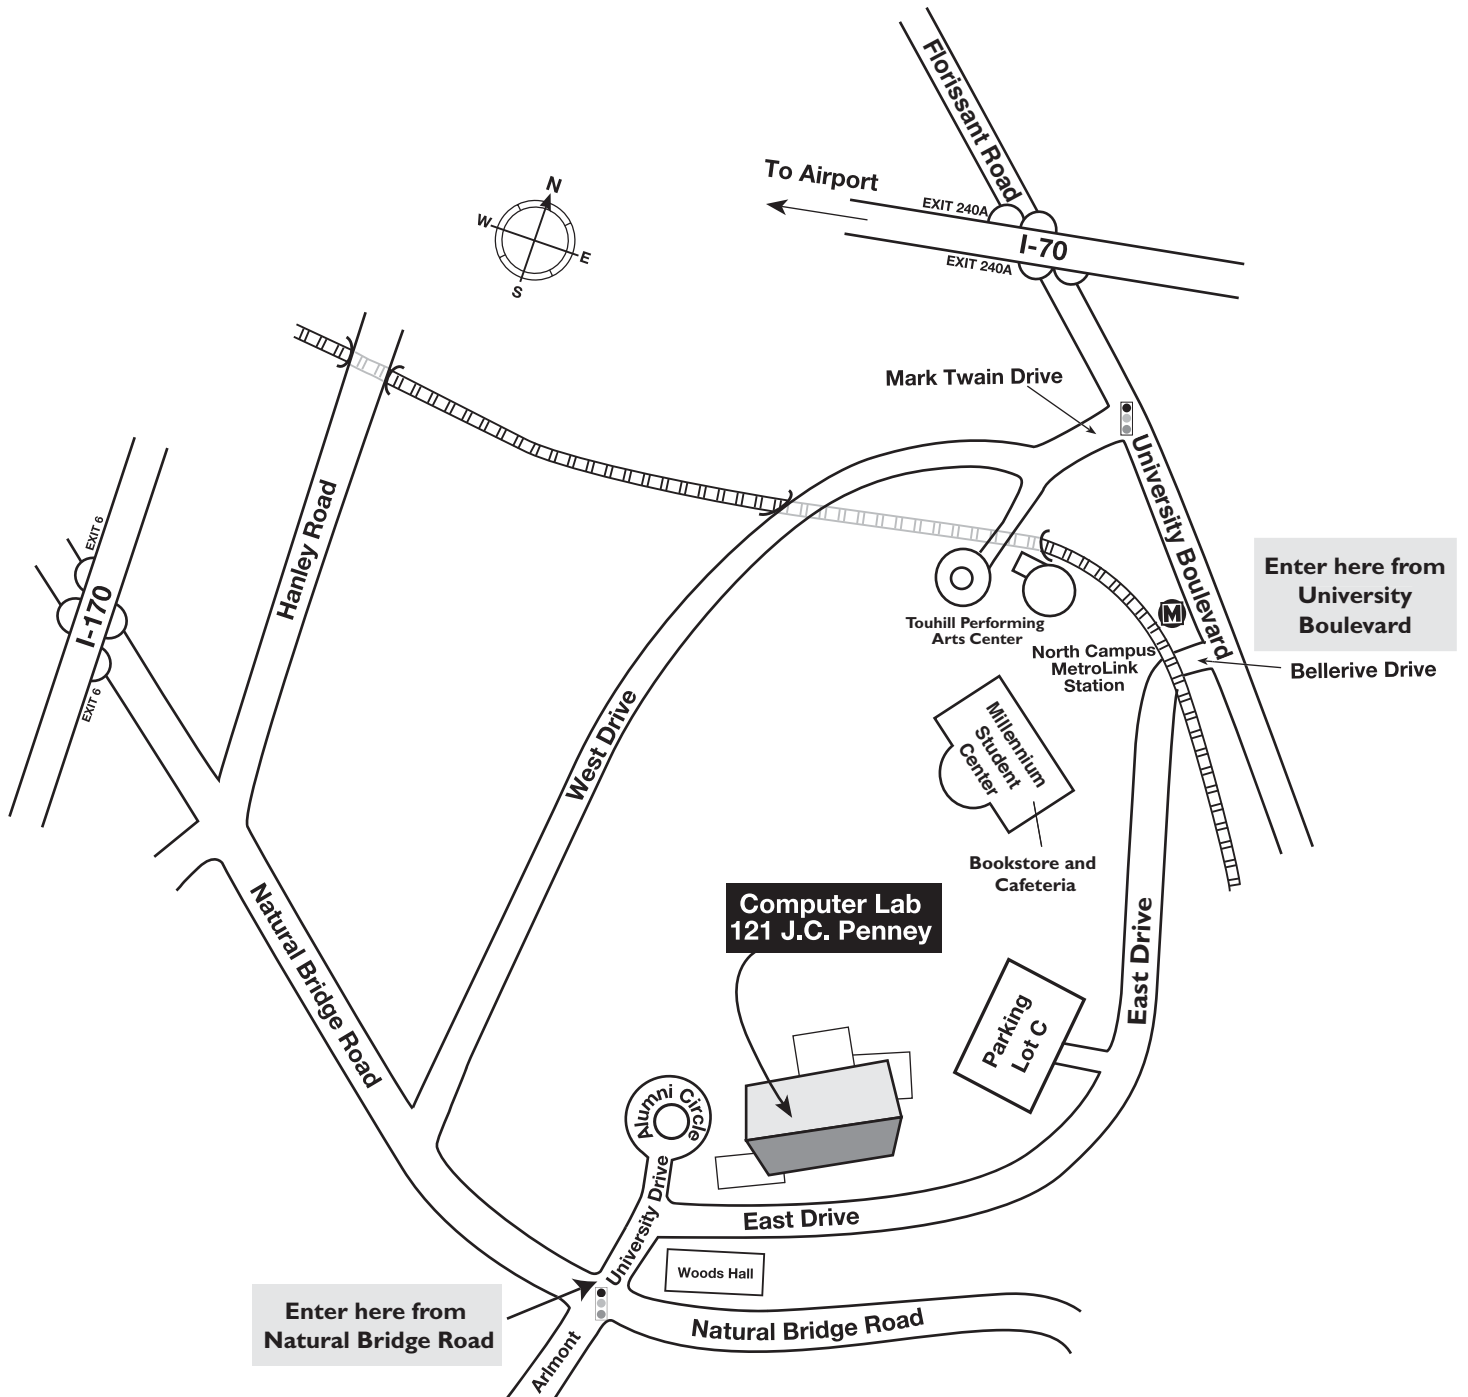 Florissant Road
To Airport
EXIT 240A
I-70
EXIT 240A
N
W
E
S
Mark Twain Drive
University Boulevard
Hanley Road
EXIT 6
I-170
EXIT 6
Enter here from
University
Boulevard
M
Touhill Performing
Arts Center
North Campus
MetroLink
Station
Bellerive Drive
West Drive
Millennium
Student
Center
Bookstore and
Cafeteria
Computer Lab
121 J.C. Penney
Natural Bridge Road
East Drive
Parking
Lot C
Alumni Circle
University Drive
East Drive
Woods Hall
Enter here from
Natural Bridge Road
Natural Bridge Road
Arlmont